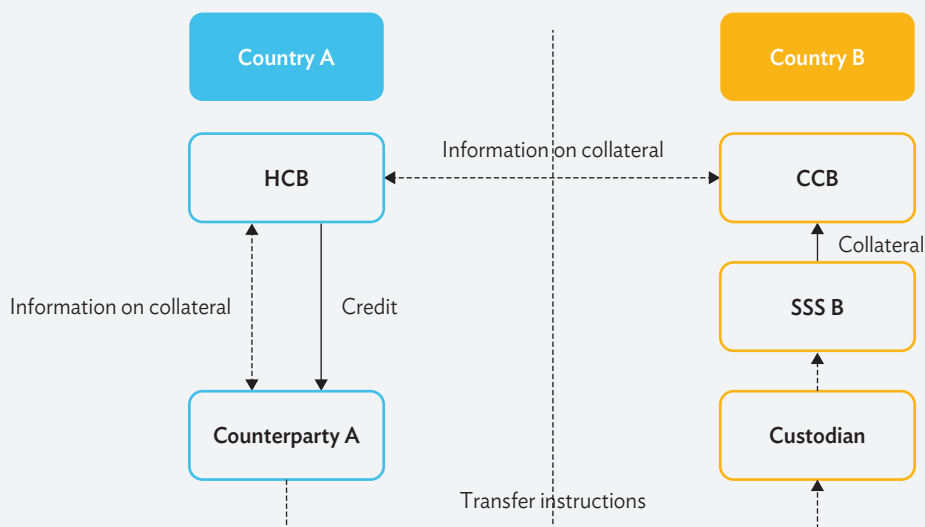 Country A
Country B
Information on collateral
HCB
CCB
Collateral
Information on collateral
Credit
SSS B
Counterparty A
Custodian
Transfer instructions